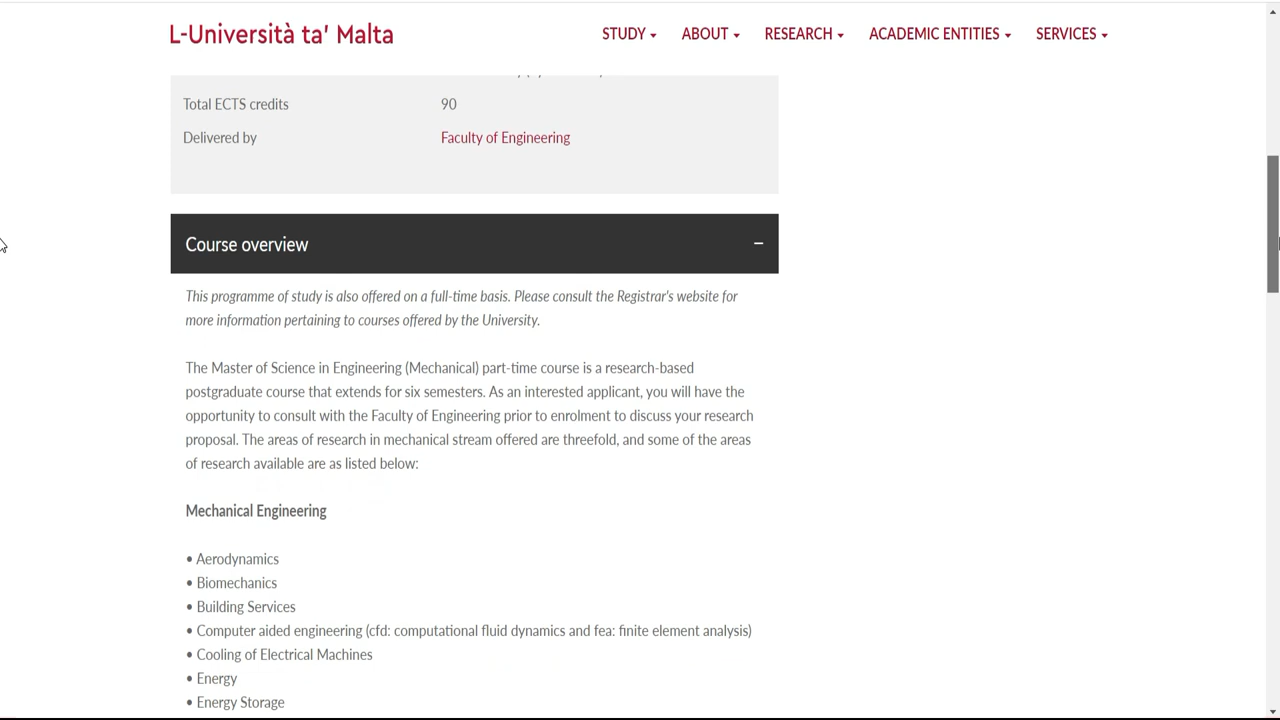 L-Università ta' Malta
STUDY ABOUT RESEARCH ACADEMIC ENTITIES SERVICES
Total ECTS credits 90
Delivered by Faculty of Engineering
Course overview
This programme of study is also offered on a full-time basis. Please consult the Registrar's website for
more information pertaining to courses offered by the University.
The Master of Science in Engineering (Mechanical) part-time course is a research-based
postgraduate course that extends for six semesters. As an interested applicant, you will have the
opportunity to consult with the Faculty of Engineering prior to enrolment to discuss your research
proposal. The areas of research in mechanical stream offered are threefold, and some of the areas
of research available are as listed below:
Mechanical Engineering
• Aerodynamics
• Biomechanics
• Building Services
• Computer aided engineering (cfd: computational fluid dynamics and fea: finite element analysis)
• Cooling of Electrical Machines
• Energy
• Energy Storage